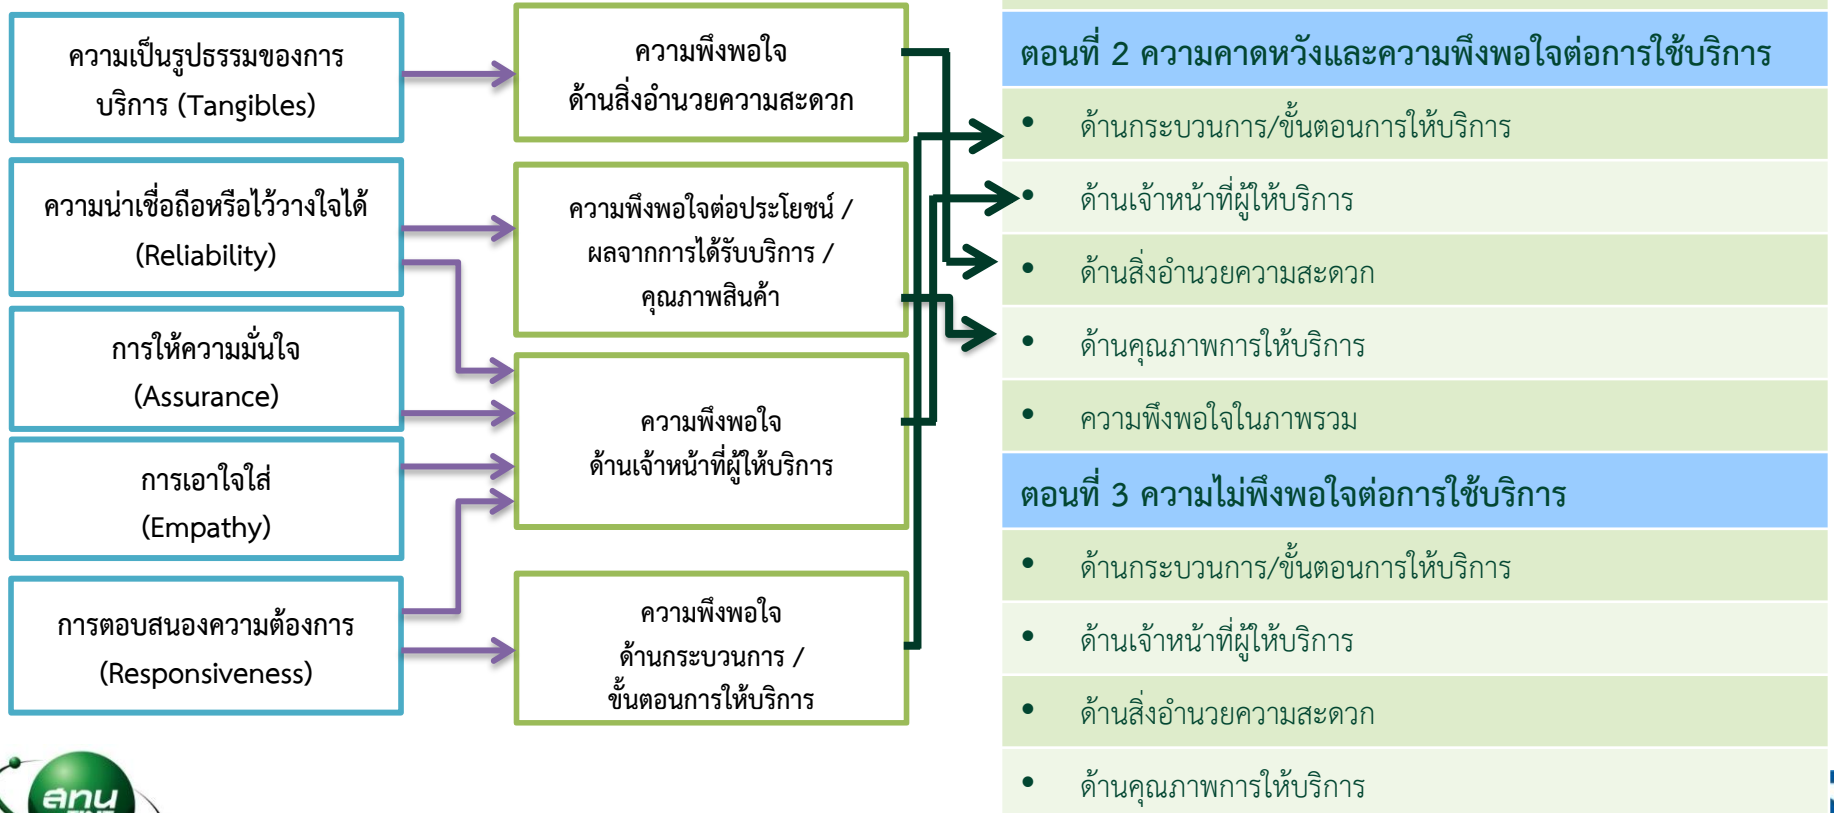 ความเป็นรูปธรรมของการ
บริการ (Tangibles)
ความน่าเชื่อถือหรือไว้วางใจได้
(Reliability)
การให้ความมั่นใจ
(Assurance)
การเอาใจใส่
(Empathy)
การตอบสนองความต้องการ
(Responsiveness)
ความพึงพอใจ
ด้านสิ่งอำนวยความสะดวก
ความพึงพอใจต่อประโยชน์ /
ผลจากการได้รับบริการ /
คุณภาพสินค้า
ความพึงพอใจ
ด้านเจ้าหน้าที่ผู้ให้บริการ
ความพึงพอใจ
ด้านกระบวนการ /
ขั้นตอนการให้บริการ
ตอนที่ 2 ความคาดหวังและความพึงพอใจต่อการใช้บริการ
• ด้านกระบวนการ/ขั้นตอนการให้บริการ
• ด้านเจ้าหน้าที่ผู้ให้บริการ
• ด้านสิ่งอำนวยความสะดวก
• ด้านคุณภาพการให้บริการ
• ความพึงพอใจในภาพรวม
ตอนที่ 3 ความไม่พึงพอใจต่อการใช้บริการ
• ด้านกระบวนการ/ขั้นตอนการให้บริการ
• ด้านเจ้าหน้าที่ผู้ให้บริการ
• ด้านสิ่งอำนวยความสะดวก
• ด้านคุณภาพการให้บริการ
สทน